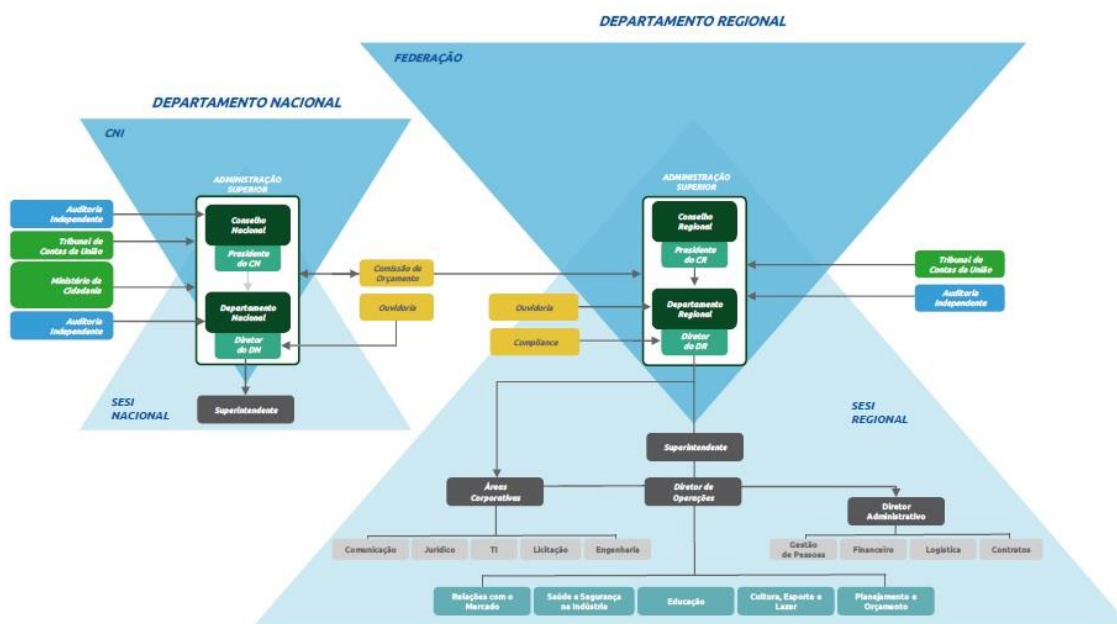 DEPARTAMENTO REGIONAL
FEDERAÇÃO
DEPARTAMENTO NACIONAL
CNI
ADMINISTRAÇÃO
SUPERIOR
Auditoria
Independente
Tribunal de
Contas da União
Ministério da
Cidadania
Auditoria
Independente
Conselho
Nacional
Presidente
do CN
Departamento
Nacional
Diretor
do DN
Superintendente
SESI
NACIONAL
Comissão de
Orçamento
Ouvidoria
ADMINISTRAÇÃO
SUPERIOR
Conselho
Regional
Presidente
do CR
Departamento
Regional
Diretor
do DR
Ouvidoria
Compliance
Tribunal de
Contas da União
Auditoria
Independente
SESI
REGIONAL
Superintendente
Áreas
Corporativas
Diretor de
Operações
Diretor
Administrativo
Comunicação
Jurídico
TI
Licitação
Engenharia
Gestão
de Pessoas
Financeiro
Logística
Contratos
Relações com o
Mercado
Saúde e Segurança
na Indústria
Educação
Cultura, Esporte e
Lazer
Planejamento e
Orçamento